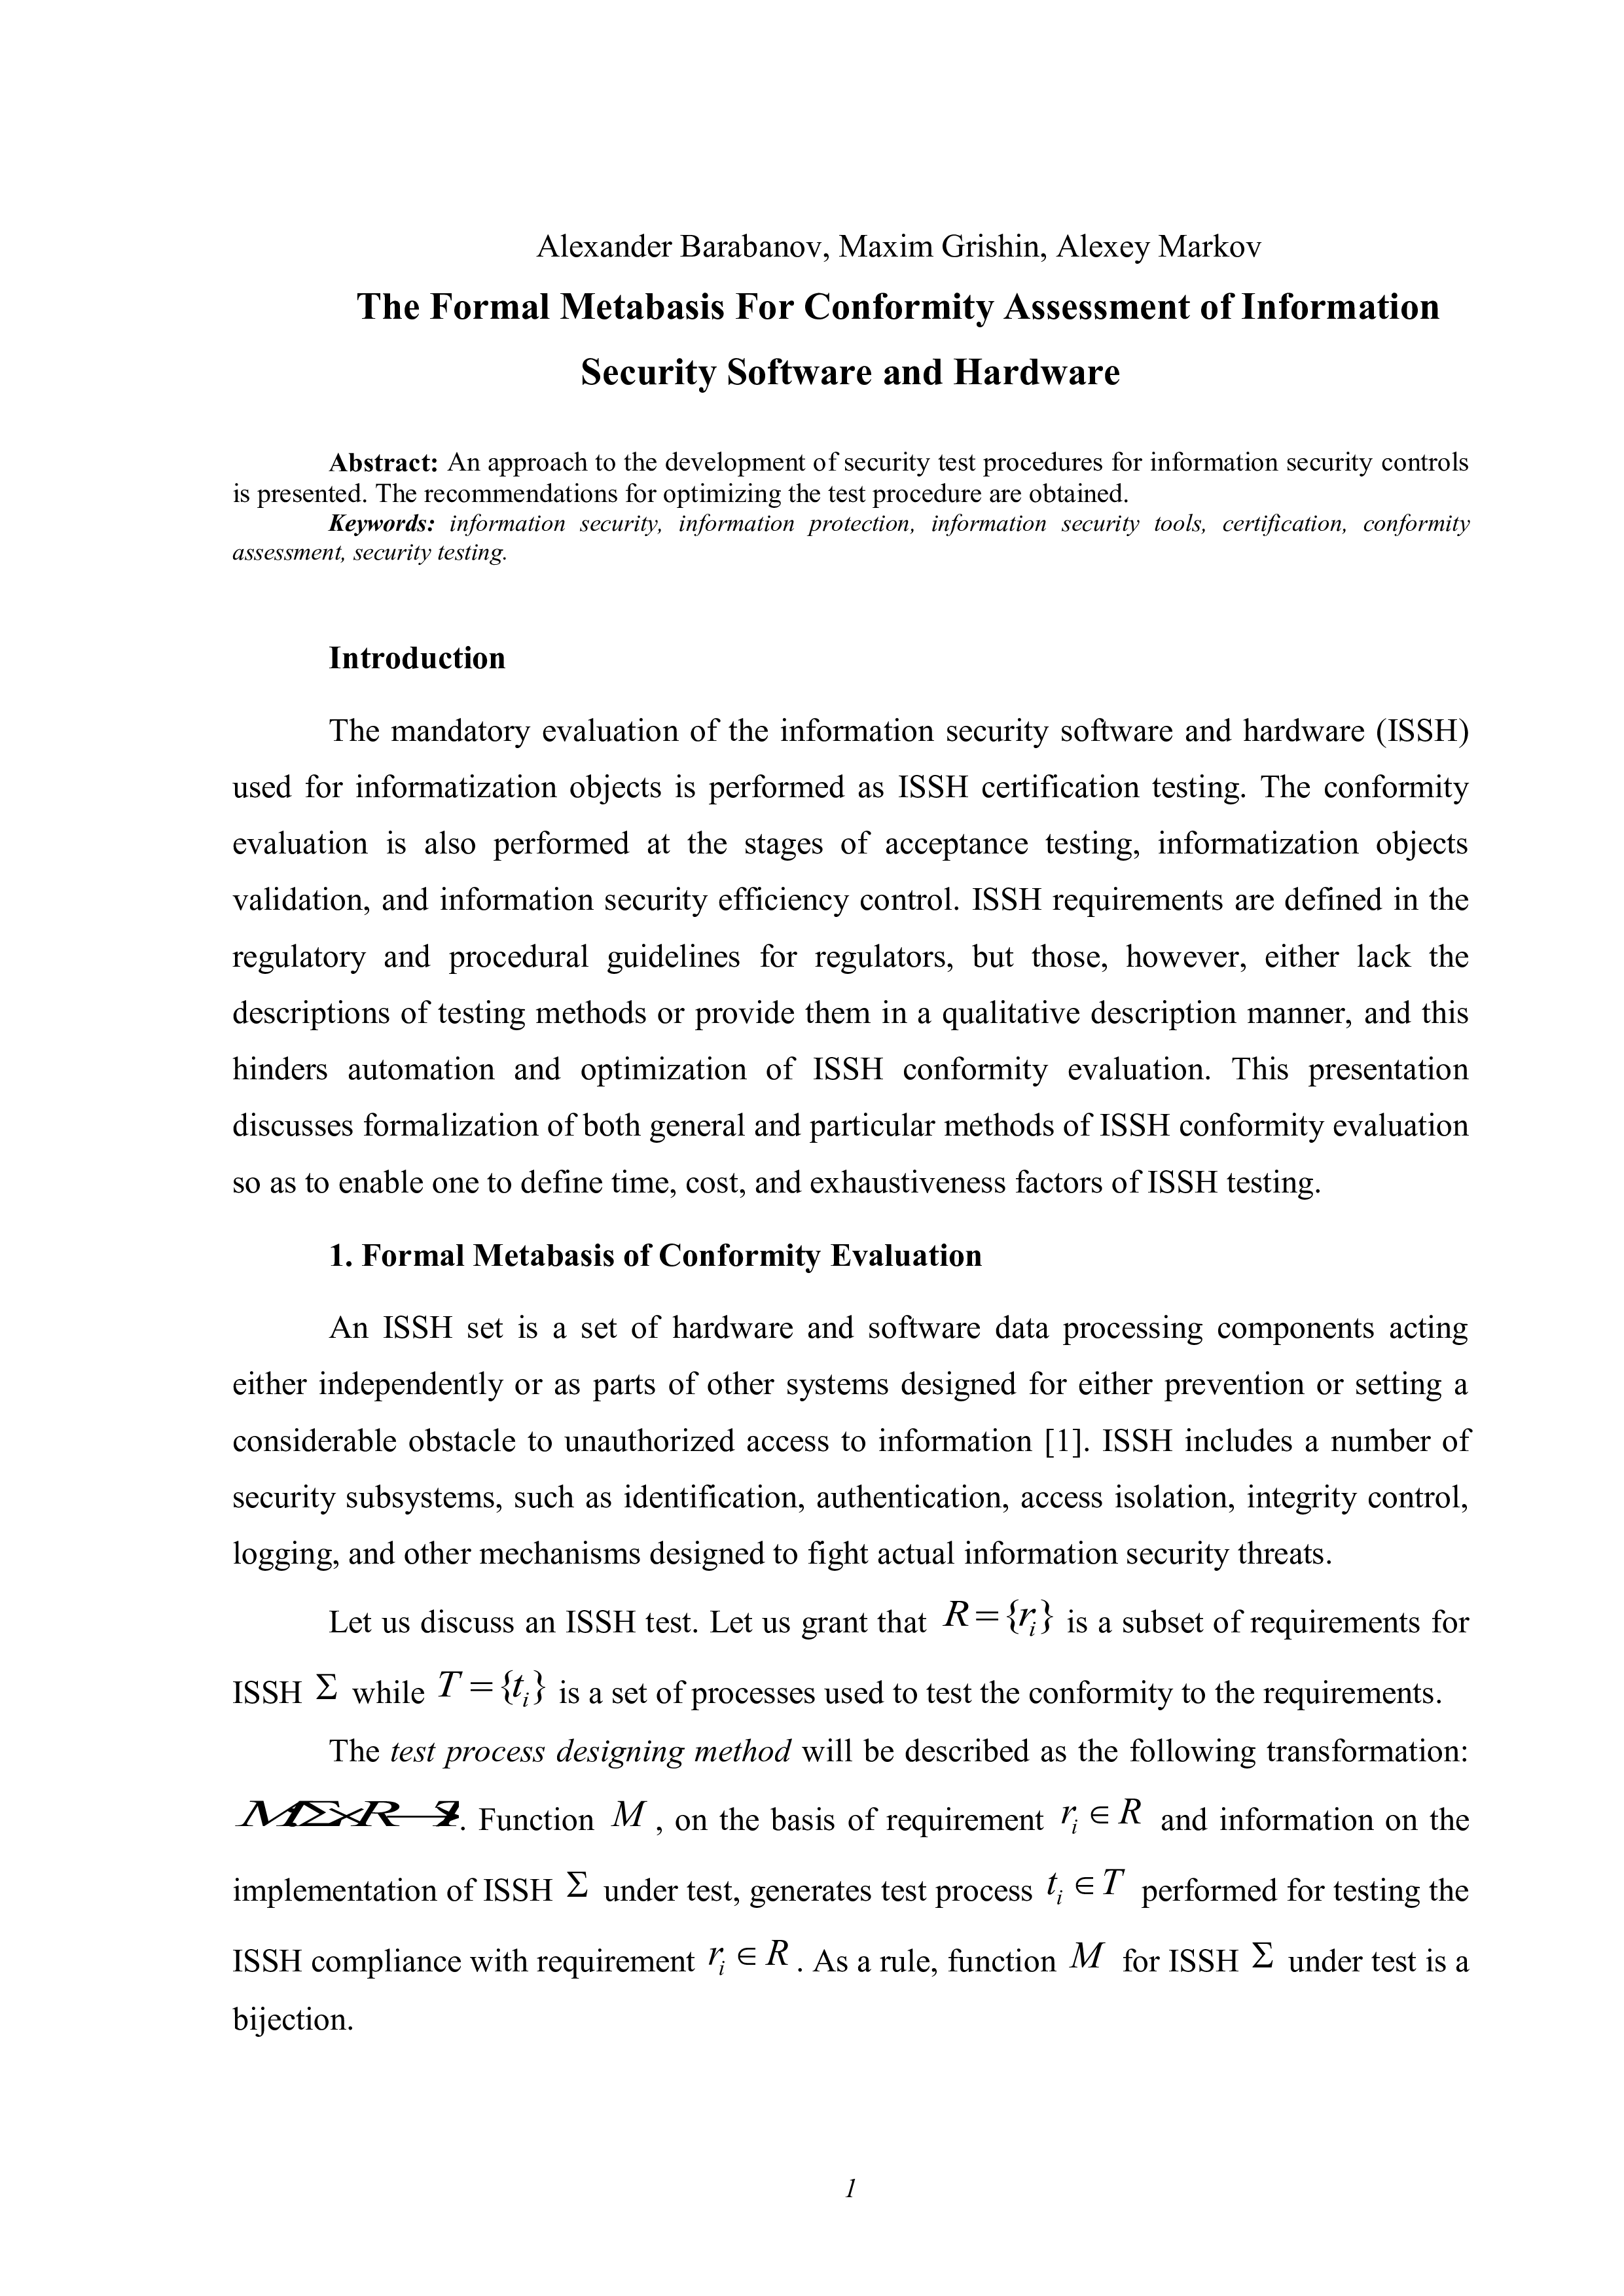 Alexander Barabanov, Maxim Grishin, Alexey Markov
The Formal Metabasis For Conformity Assessment of Information
Security Software and Hardware
Abstract: An approach to the development of security test procedures for information security controls
is presented. The recommendations for optimizing the test procedure are obtained.
Keywords: information security, information protection, information security tools, certification, conformity
assessment, security testing.
Introduction
The mandatory evaluation of the information security software and hardware (ISSH)
used for informatization objects is performed as ISSH certification testing. The conformity
evaluation is also performed at the stages of acceptance testing, informatization objects
validation, and information security efficiency control. ISSH requirements are defined in the
regulatory and procedural guidelines for regulators, but those, however, either lack the
descriptions of testing methods or provide them in a qualitative description manner, and this
hinders automation and optimization of ISSH conformity evaluation. This presentation
discusses formalization of both general and particular methods of ISSH conformity evaluation
so as to enable one to define time, cost, and exhaustiveness factors of ISSH testing.
1. Formal Metabasis of Conformity Evaluation
An ISSH set is a set of hardware and software data processing components acting
either independently or as parts of other systems designed for either prevention or setting a
considerable obstacle to unauthorized access to information [1]. ISSH includes a number of
security subsystems, such as identification, authentication, access isolation, integrity control,
logging, and other mechanisms designed to fight actual information security threats.
Let us discuss an ISSH test. Let us grant that R = {r_i} is a subset of requirements for
ISSH Σ while T = {t_i} is a set of processes used to test the conformity to the requirements.
The test process designing method will be described as the following transformation:
. Function M , on the basis of requirement r_i ∈ R and information on the
implementation of ISSH Σ under test, generates test process t_i ∈ T performed for testing the
ISSH compliance with requirement r_i ∈ R . As a rule, function M for ISSH Σ under test is a
bijection.
1